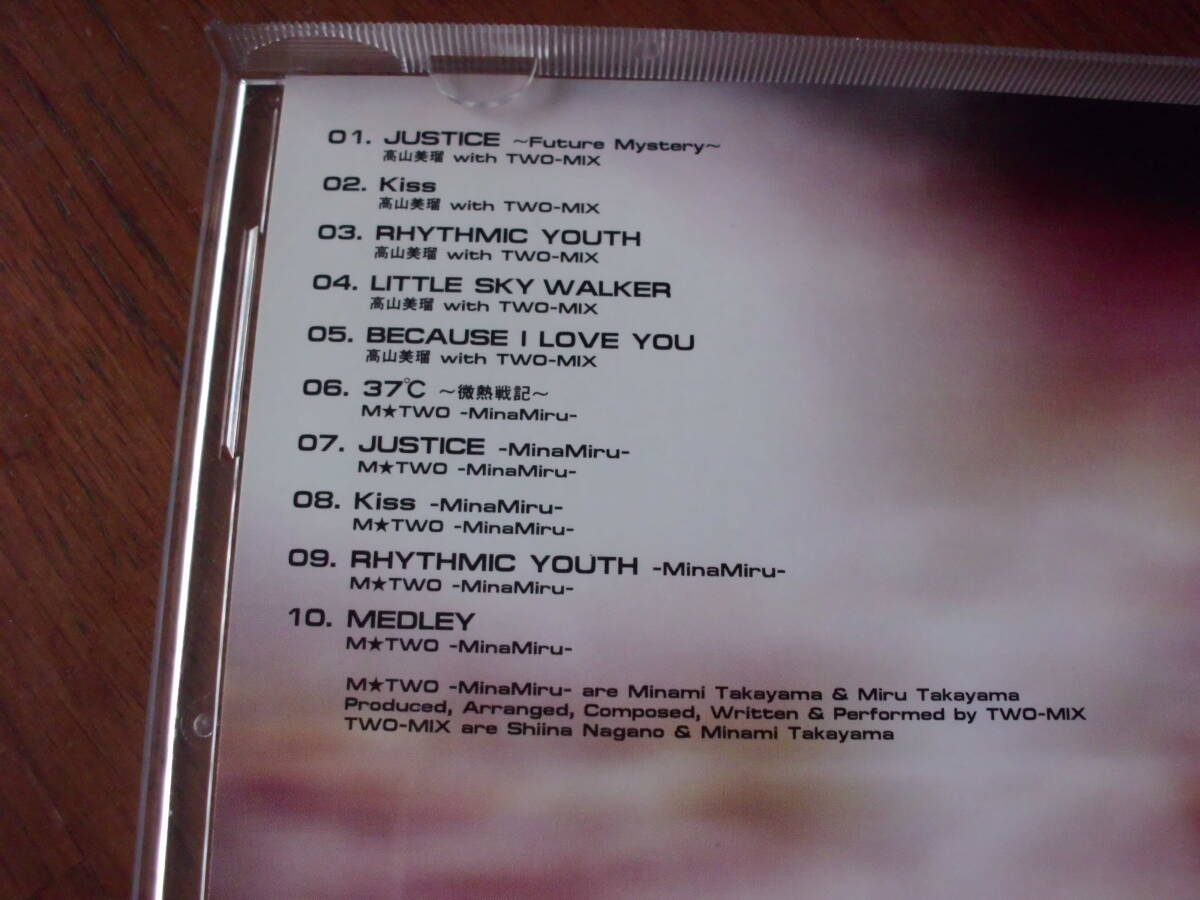 01. JUSTICE ～Future Mystery～
高山美瑠 with TWO-MIX
02. Kiss
高山美瑠 with TWO-MIX
03. RHYTHMIC YOUTH
高山美瑠 with TWO-MIX
04. LITTLE SKY WALKER
高山美瑠 with TWO-MIX
05. BECAUSE I LOVE YOU
高山美瑠 with TWO-MIX
06. 37℃ ～微熱戦記～
M★TWO -MinaMiru-
07. JUSTICE -MinaMiru-
M★TWO -MinaMiru-
08. Kiss -MinaMiru-
M★TWO -MinaMiru-
09. RHYTHMIC YOUTH -MinaMiru-
M★TWO -MinaMiru-
10. MEDLEY
M★TWO -MinaMiru-
M★TWO -MinaMiru- are Minami Takayama & Miru Takayama
Produced, Arranged, Composed, Written & Performed by TWO-MIX
TWO-MIX are Shiina Nagano & Minami Takayama